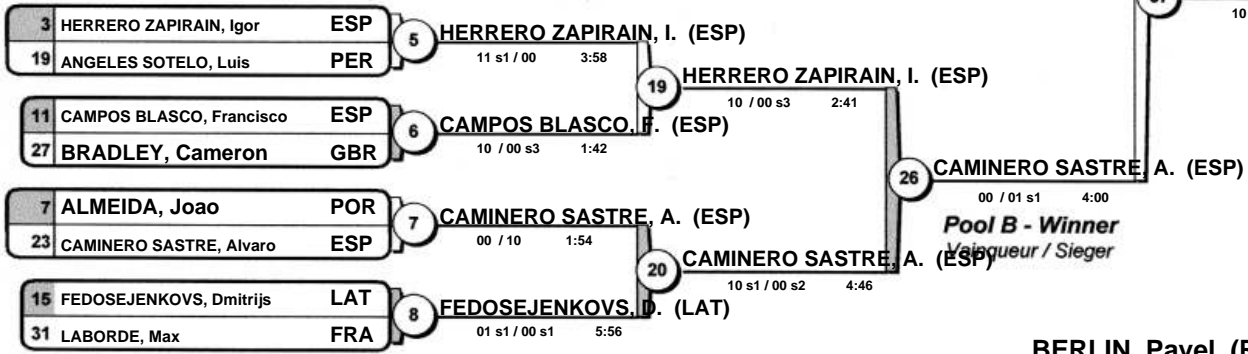 10
3 HERRERO ZAPIRAIN, Igor ESP
19 ANGELES SOTELO, Luis PER
5
HERRERO ZAPIRAIN, I. (ESP)
11 s1 / 00 3:58
11 CAMPOS BLASCO, Francisco ESP
27 BRADLEY, Cameron GBR
6
CAMPOS BLASCO, F. (ESP)
10 / 00 s3 1:42
19
HERRERO ZAPIRAIN, I. (ESP)
10 / 00 s3 2:41
7 ALMEIDA, Joao POR
23 CAMINERO SASTRE, Alvaro ESP
7
CAMINERO SASTRE, A. (ESP)
00 / 10 1:54
15 FEDOSEJENKOVS, Dmitrijs LAT
31 LABORDE, Max FRA
8
FEDOSEJENKOVS, D. (LAT)
01 s1 / 00 s1 5:56
20
CAMINERO SASTRE, A. (ESP)
10 s1 / 00 s2 4:46
26
CAMINERO SASTRE, A. (ESP)
00 / 01 s1 4:00
Pool B - Winner
Vainqueur / Sieger
BERLIN, Pavel